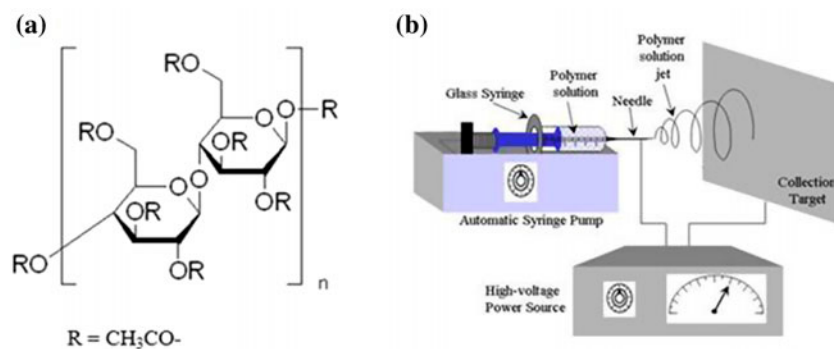 (a)
RO
O
O
R
RO
O
RO
OR
O
O
RO
OR
RO
OR
n
R = CH₃CO-
(b)
Polymer
solution
jet
Polymer
solution
Glass Syringe
Needle
Collection
Target
Automatic Syringe Pump
High-voltage
Power Source